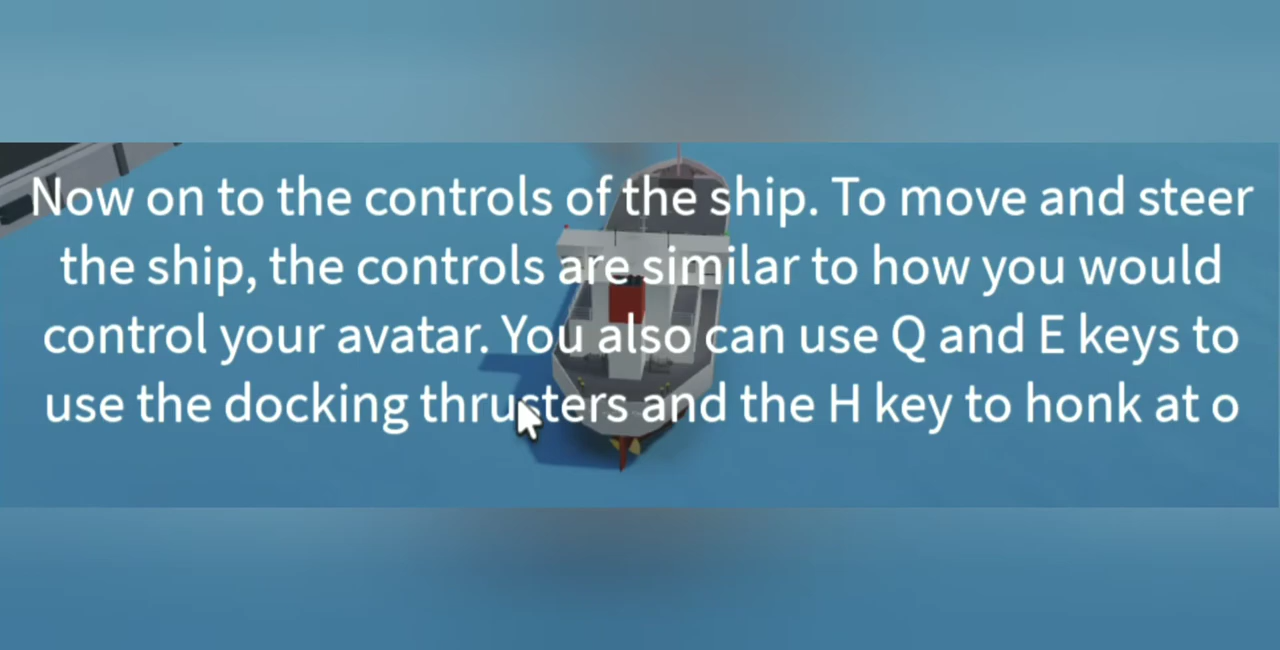 Now on to the controls of the ship. To move and steer
the ship, the controls are similar to how you would
control your avatar. You also can use Q and E keys to
use the docking thrusters and the H key to honk at o